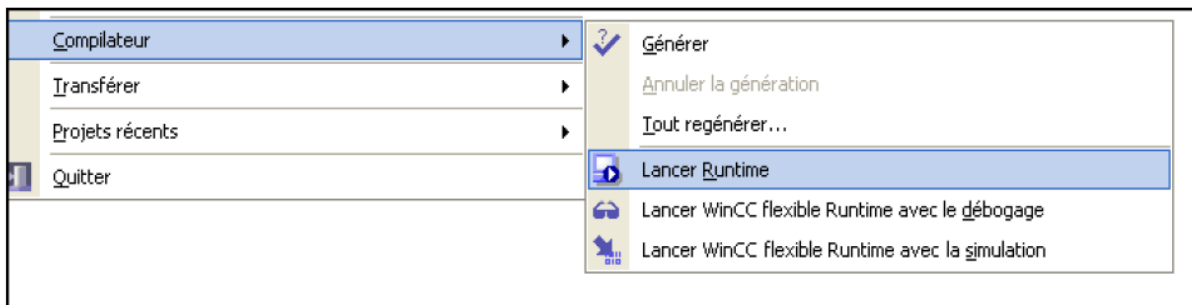 Compilateur
Transférer
Projets récents
Quitter
Générer
Annuler la génération
Tout regénérer...
Lancer Runtime
Lancer WinCC flexible Runtime avec le débogage
Lancer WinCC flexible Runtime avec la simulation